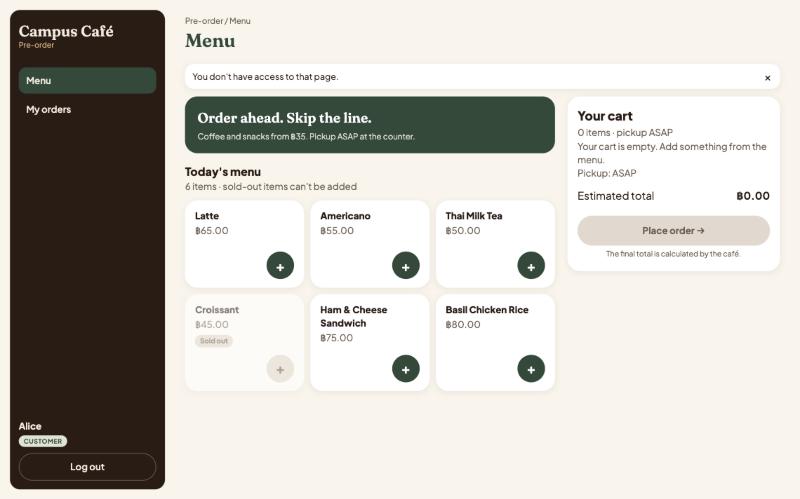 Campus Café
Pre-order
Menu
My orders
Alice
CUSTOMER
Log out
Pre-order / Menu
Menu
You don't have access to that page.
×
Order ahead. Skip the line.
Coffee and snacks from ฿35. Pickup ASAP at the counter.
Today's menu
6 items · sold-out items can't be added
Latte
฿65.00
+
Americano
฿55.00
+
Thai Milk Tea
฿50.00
+
Croissant
฿45.00
Sold out
+
Ham & Cheese
Sandwich
฿75.00
+
Basil Chicken Rice
฿80.00
+
Your cart
0 items · pickup ASAP
Your cart is empty. Add something from the
menu.
Pickup: ASAP
Estimated total ฿0.00
Place order →
The final total is calculated by the café.